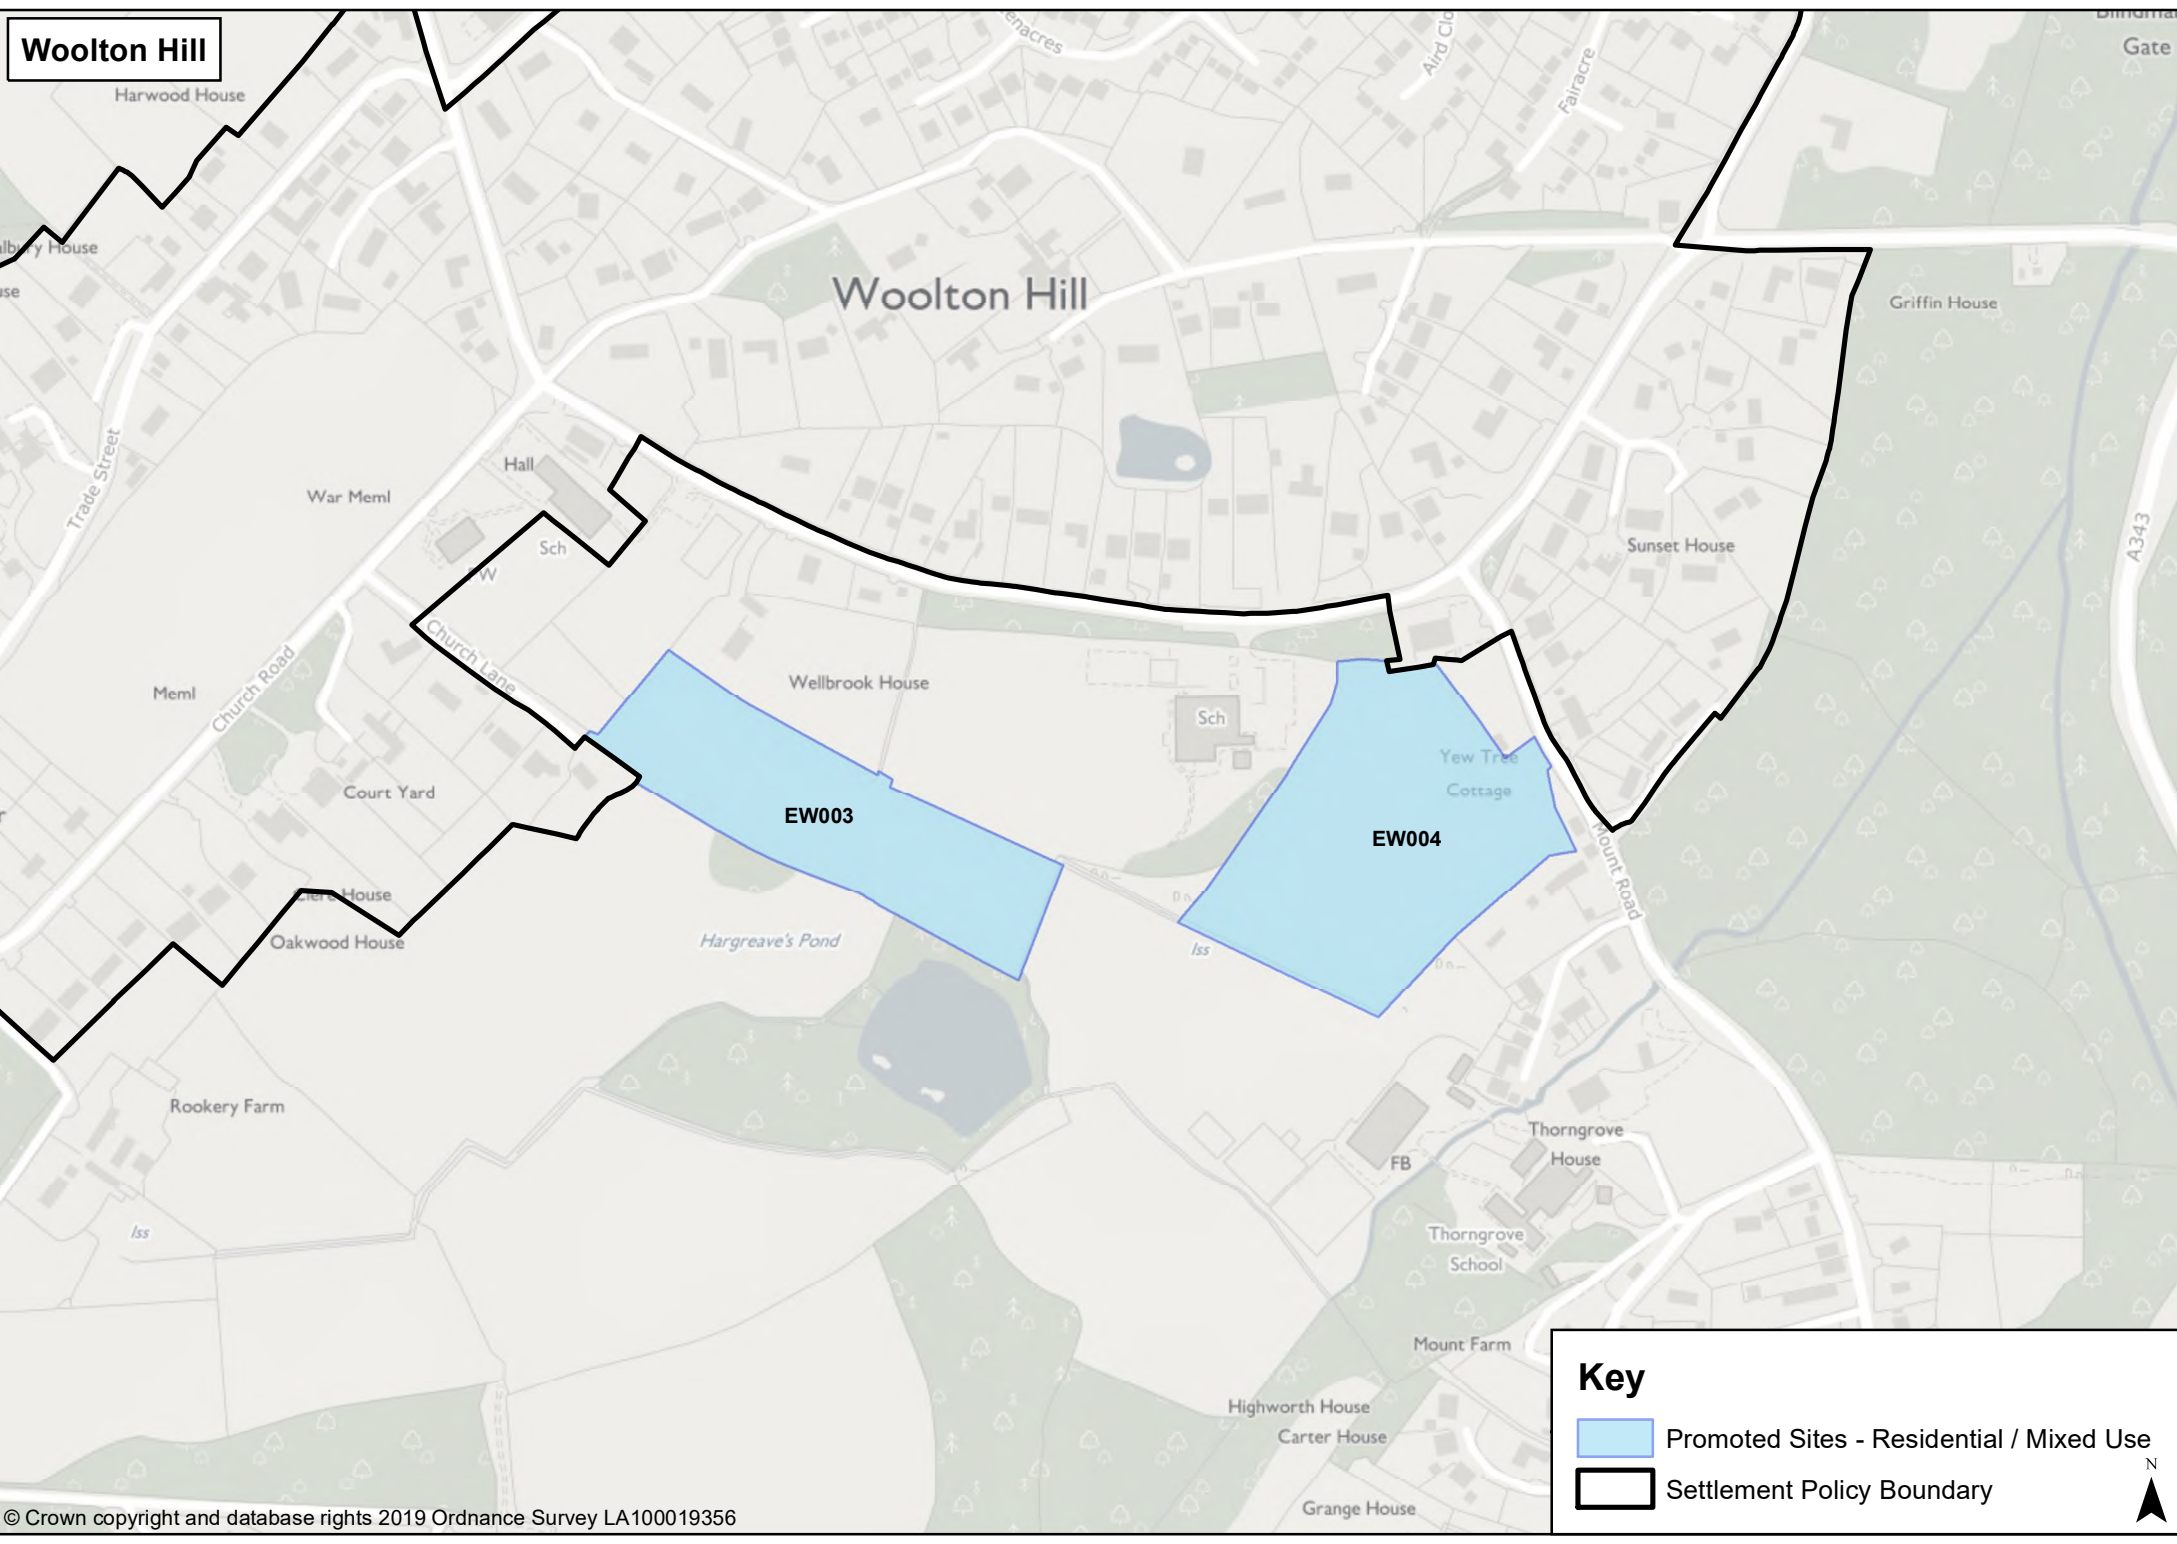 Woolton Hill
Gate
Harwood House
Aird Clo
Fairacre
House
Woolton Hill
Griffin House
Trade Street
War Meml
Hall
Sch
A343
Sunset House
Church Lane
Church Road
Meml
Wellbrook House
Sch
Yew Tree
Cottage
Court Yard
EW003
EW004
Mount Road
House
Oakwood House
Hargreave's Pond
Iss
Rookery Farm
Thorngrove
House
FB
Iss
Thorngrove
School
Mount Farm
Highworth House
Carter House
Grange House
Key
Promoted Sites - Residential / Mixed Use
Settlement Policy Boundary
N
© Crown copyright and database rights 2019 Ordnance Survey LA100019356